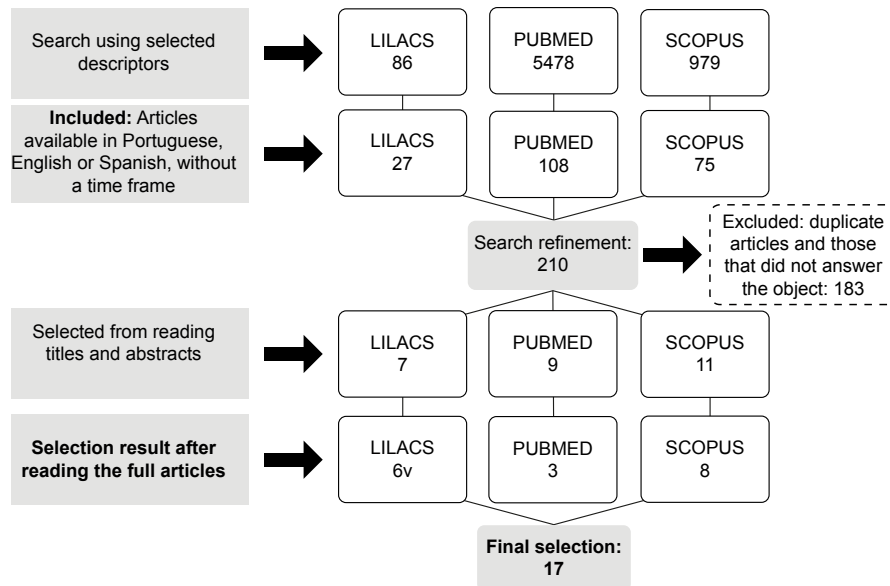 Search using selected
descriptors
LILACS
86
PUBMED
5478
SCOPUS
979
Included: Articles
available in Portuguese,
English or Spanish, without
a time frame
LILACS
27
PUBMED
108
SCOPUS
75
Search refinement:
210
Excluded: duplicate
articles and those
that did not answer
the object: 183
Selected from reading
titles and abstracts
LILACS
7
PUBMED
9
SCOPUS
11
Selection result after
reading the full articles
LILACS
6v
PUBMED
3
SCOPUS
8
Final selection:
17